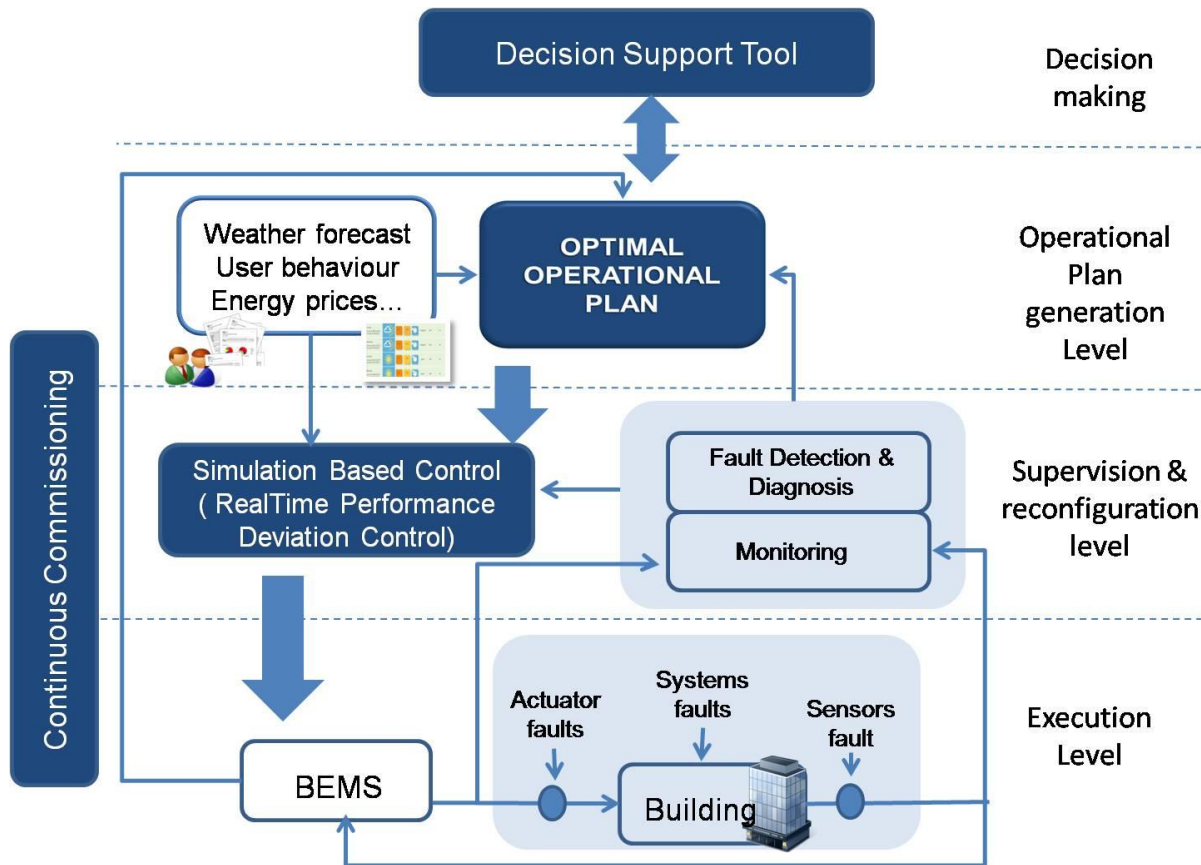 Decision Support Tool
Decision
making
Weather forecast
User behaviour
Energy prices...
OPTIMAL
OPERATIONAL
PLAN
Operational
Plan
generation
Level
Continuous Commissioning
Simulation Based Control
( RealTime Performance
Deviation Control)
Fault Detection &
Diagnosis
Monitoring
Supervision &
reconfiguration
level
Actuator
faults
Systems
faults
Sensors
fault
BEMS
Building
Execution
Level